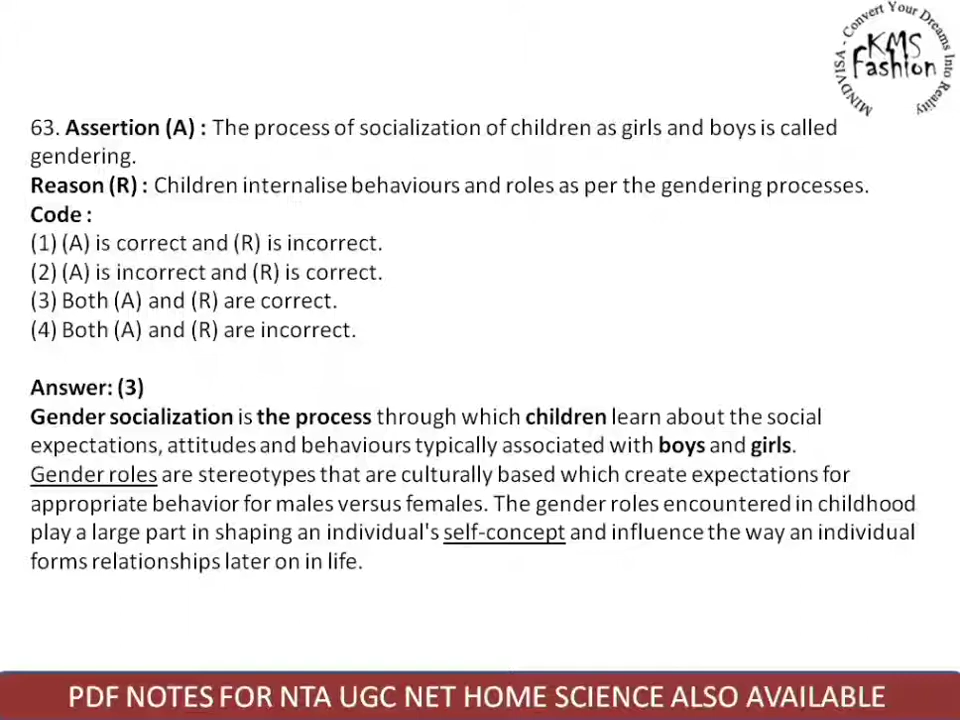 MINDVISA - Convert Your Dreams Into Reality
KMS
Fashion
63. Assertion (A) : The process of socialization of children as girls and boys is called
gendering.
Reason (R) : Children internalise behaviours and roles as per the gendering processes.
Code :
(1) (A) is correct and (R) is incorrect.
(2) (A) is incorrect and (R) is correct.
(3) Both (A) and (R) are correct.
(4) Both (A) and (R) are incorrect.
Answer: (3)
Gender socialization is the process through which children learn about the social
expectations, attitudes and behaviours typically associated with boys and girls.
Gender roles are stereotypes that are culturally based which create expectations for
appropriate behavior for males versus females. The gender roles encountered in childhood
play a large part in shaping an individual's self-concept and influence the way an individual
forms relationships later on in life.
PDF NOTES FOR NTA UGC NET HOME SCIENCE ALSO AVAILABLE